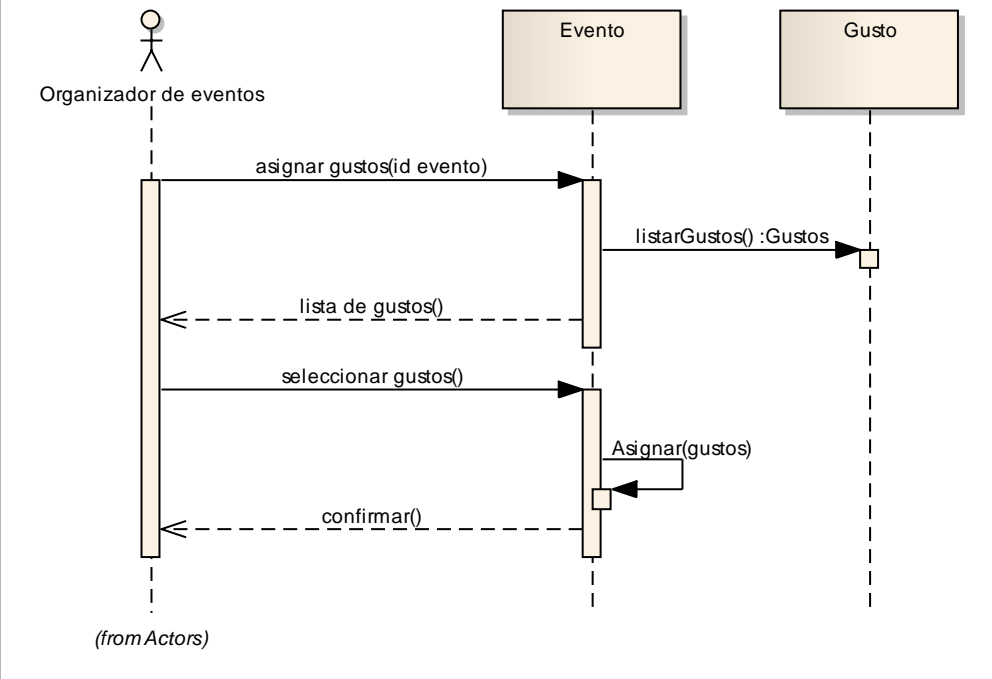 Evento
Gusto
Organizador de eventos
asignar gustos(id evento)
listarGustos() :Gustos
lista de gustos()
seleccionar gustos()
Asignar(gustos)
confirmar()
(from Actors)